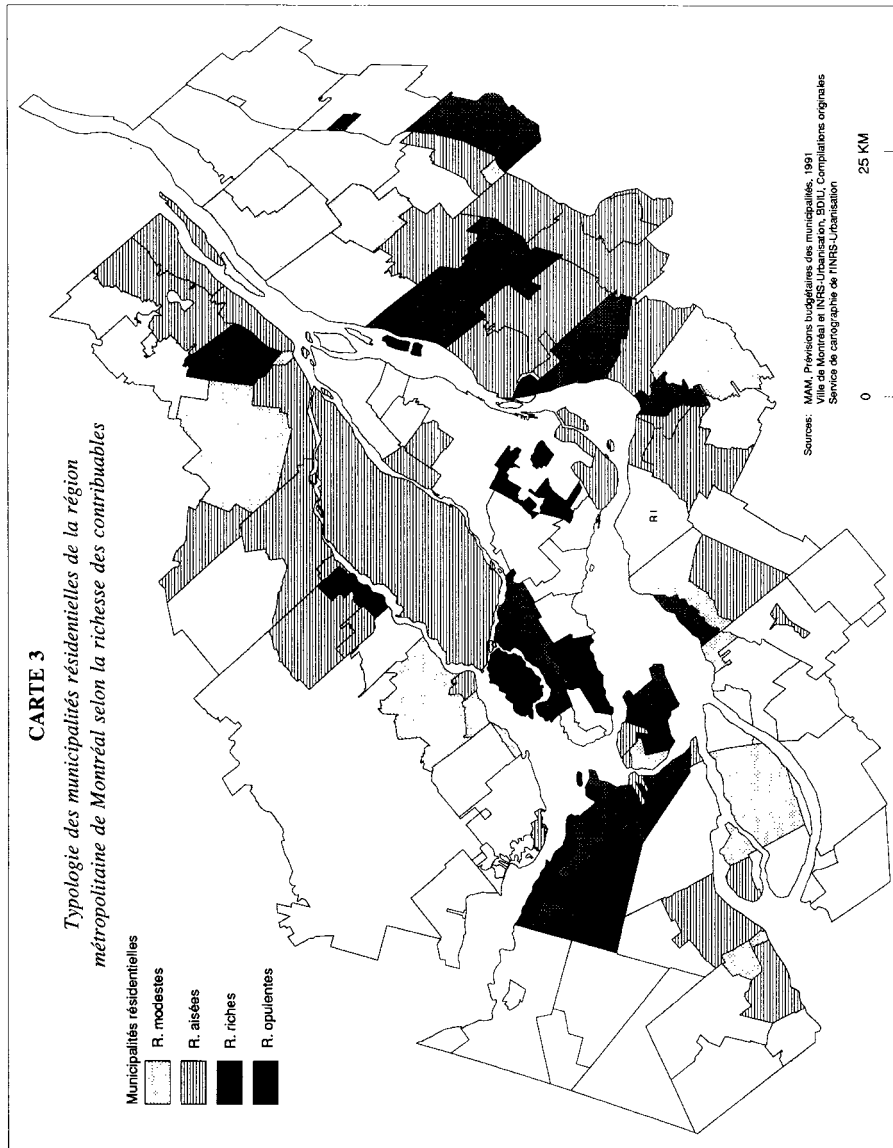 CARTE 3
Typologie des municipalités résidentielles de la région
métropolitaine de Montréal selon la richesse des contribuables
Municipalités résidentielles
R. modestes
R. aisées
R. riches
R. opulentes
R I
Sources: MAM, Prévisions budgétaires des municipalités, 1991
Ville de Montréal et INRS-Urbanisation, BDIU, Compilations originales
Service de cartographie de l'INRS-Urbanisation
0 25 KM